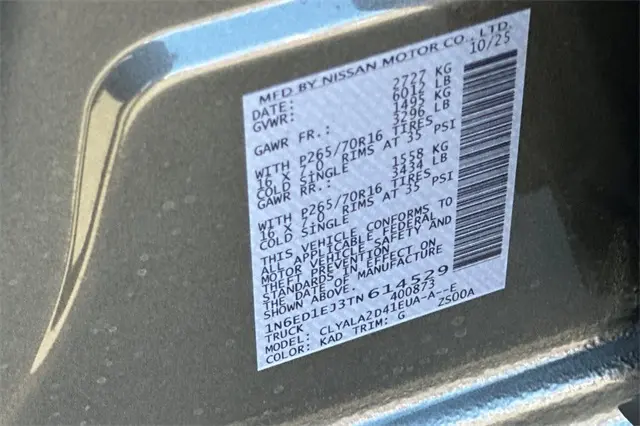 MFD BY NISSAN MOTOR CO., LTD.
DATE: 10/25
GVWR: 2727 KG
6012 LB
GAWR FR.: 1495 KG
3296 LB
WITH P265/70R16 TIRES
16 X 7.0 RIMS AT 35 PSI
COLD SINGLE
GAWR RR.: 1558 KG
3434 LB
WITH P265/70R16 TIRES
16 X 7.0 RIMS AT 35 PSI
COLD SINGLE
THIS VEHICLE CONFORMS TO
ALL APPLICABLE FEDERAL
MOTOR VEHICLE SAFETY AND
THEFT PREVENTION
STANDARDS IN EFFECT ON
THE DATE OF MANUFACTURE
SHOWN ABOVE.
1N6ED1EJ3TN614529
TRUCK 400873
MODEL: CLYALA2D41EUA-A--E
COLOR: KAD TRIM: G ZS00A